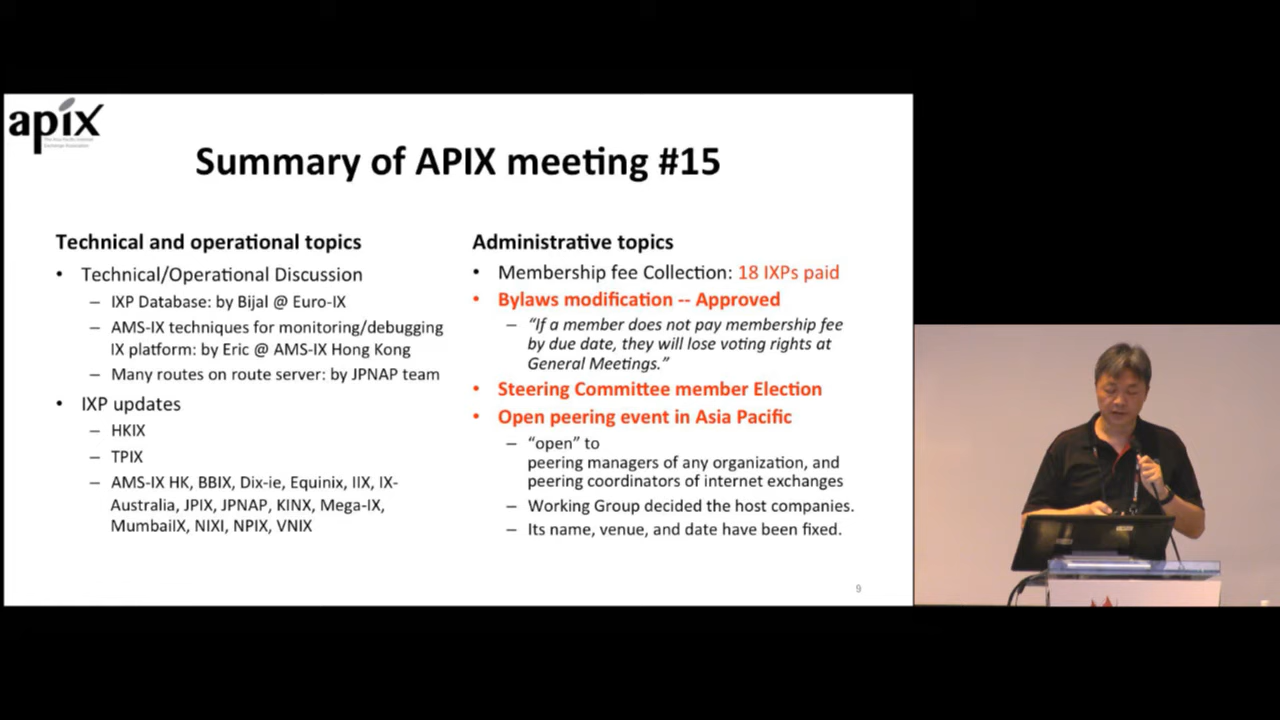 apix
Summary of APIX meeting #15
Technical and operational topics
• Technical/Operational Discussion
– IXP Database: by Bijal @ Euro-IX
– AMS-IX techniques for monitoring/debugging
IX platform: by Eric @ AMS-IX Hong Kong
– Many routes on route server: by JPNAP team
• IXP updates
– HKIX
– TPIX
– AMS-IX HK, BBIX, Dix-ie, Equinix, IIX, IX-
Australia, JPIX, JPNAP, KINX, Mega-IX,
MumbaiIX, NIXI, NPIX, VNIX
Administrative topics
• Membership fee Collection: 18 IXPs paid
• Bylaws modification -- Approved
– “If a member does not pay membership fee
by due date, they will lose voting rights at
General Meetings.”
• Steering Committee member Election
• Open peering event in Asia Pacific
– “open” to
peering managers of any organization, and
peering coordinators of internet exchanges
– Working Group decided the host companies.
– Its name, venue, and date have been fixed.
9